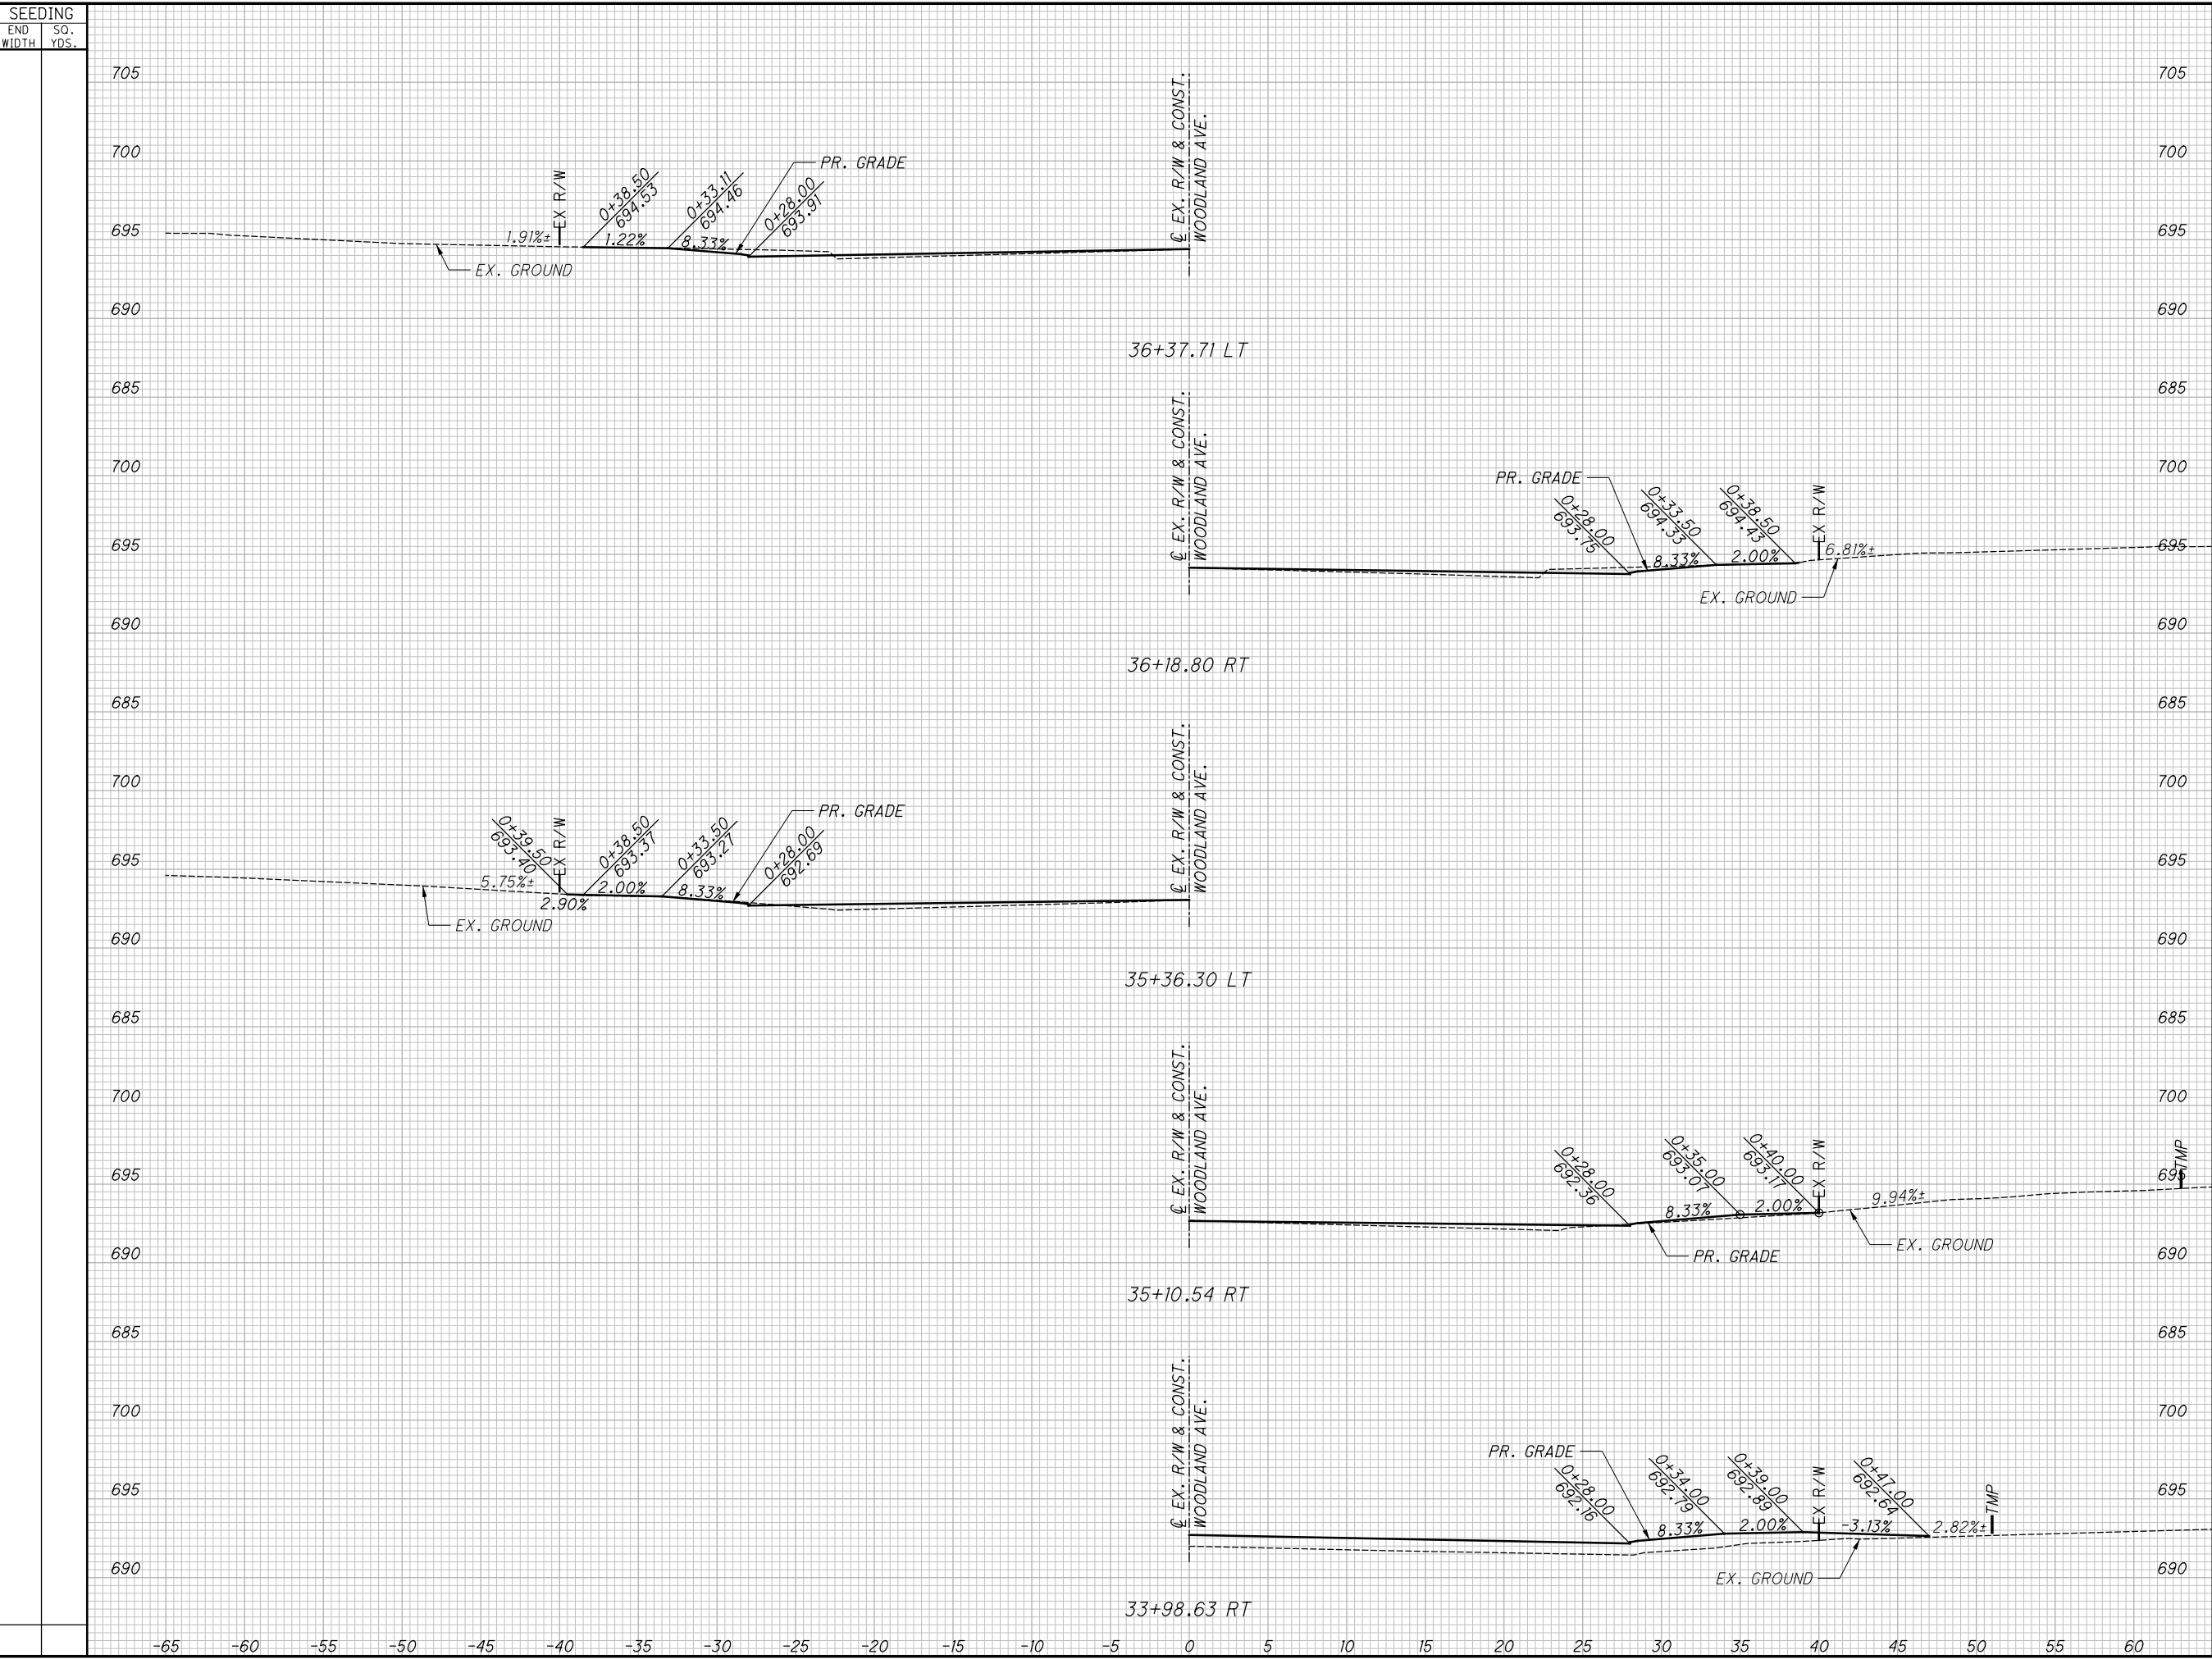 SEEDING
END WIDTH
SQ. YDS.
705
705
℄ EX. R/W & CONST.
WOODLAND AVE.
700
700
PR. GRADE
EX R/W
0+38.50
694.53
0+33.11
694.46
0+28.00
693.91
695
695
1.91%±
1.22%
8.33%
EX. GROUND
690
690
36+37.71 LT
685
685
℄ EX. R/W & CONST.
WOODLAND AVE.
700
700
PR. GRADE
0+28.00
693.75
0+33.50
694.33
0+38.50
694.43
EX R/W
695
695
8.33%
2.00%
6.81%±
EX. GROUND
690
690
36+18.80 RT
685
685
℄ EX. R/W & CONST.
WOODLAND AVE.
700
700
PR. GRADE
0+39.50
693.40
EX R/W
0+38.50
693.37
0+33.50
693.27
0+28.00
692.69
695
695
5.75%±
2.00%
8.33%
2.90%
EX. GROUND
690
690
35+36.30 LT
685
685
℄ EX. R/W & CONST.
WOODLAND AVE.
700
700
0+28.00
692.36
0+35.00
693.07
0+40.00
693.17
EX R/W
TMP
695
695
8.33%
2.00%
9.94%±
EX. GROUND
PR. GRADE
690
690
35+10.54 RT
685
685
℄ EX. R/W & CONST.
WOODLAND AVE.
700
700
PR. GRADE
0+28.00
692.16
0+34.00
692.79
0+39.00
692.89
EX R/W
0+47.00
692.64
TMP
695
695
8.33%
2.00%
-3.13%
2.82%±
EX. GROUND
690
690
33+98.63 RT
-65 -60 -55 -50 -45 -40 -35 -30 -25 -20 -15 -10 -5 0 5 10 15 20 25 30 35 40 45 50 55 60